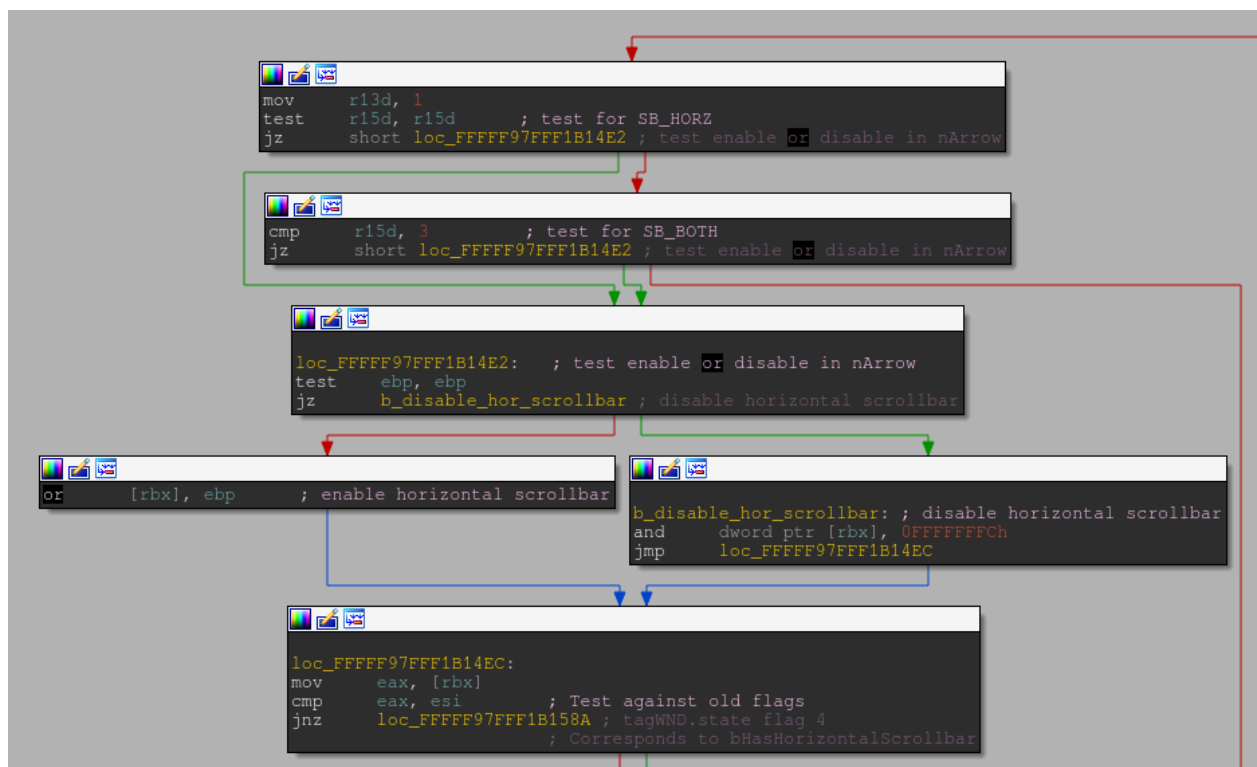 mov r13d, 1
test r15d, r15d ; test for SB_HORZ
jz short loc_FFFFF97FFF1B14E2 ; test enable or disable in nArrow
cmp r15d, 3 ; test for SB_BOTH
jz short loc_FFFFF97FFF1B14E2 ; test enable or disable in nArrow
loc_FFFFF97FFF1B14E2: ; test enable or disable in nArrow
test ebp, ebp
jz b_disable_hor_scrollbar ; disable horizontal scrollbar
or [rbx], ebp ; enable horizontal scrollbar
b_disable_hor_scrollbar: ; disable horizontal scrollbar
and dword ptr [rbx], 0FFFFFFFCh
jmp loc_FFFFF97FFF1B14EC
loc_FFFFF97FFF1B14EC:
mov eax, [rbx]
cmp eax, esi ; Test against old flags
jnz loc_FFFFF97FFF1B158A ; tagWND.state flag 4
; Corresponds to bHasHorizontalScrollbar